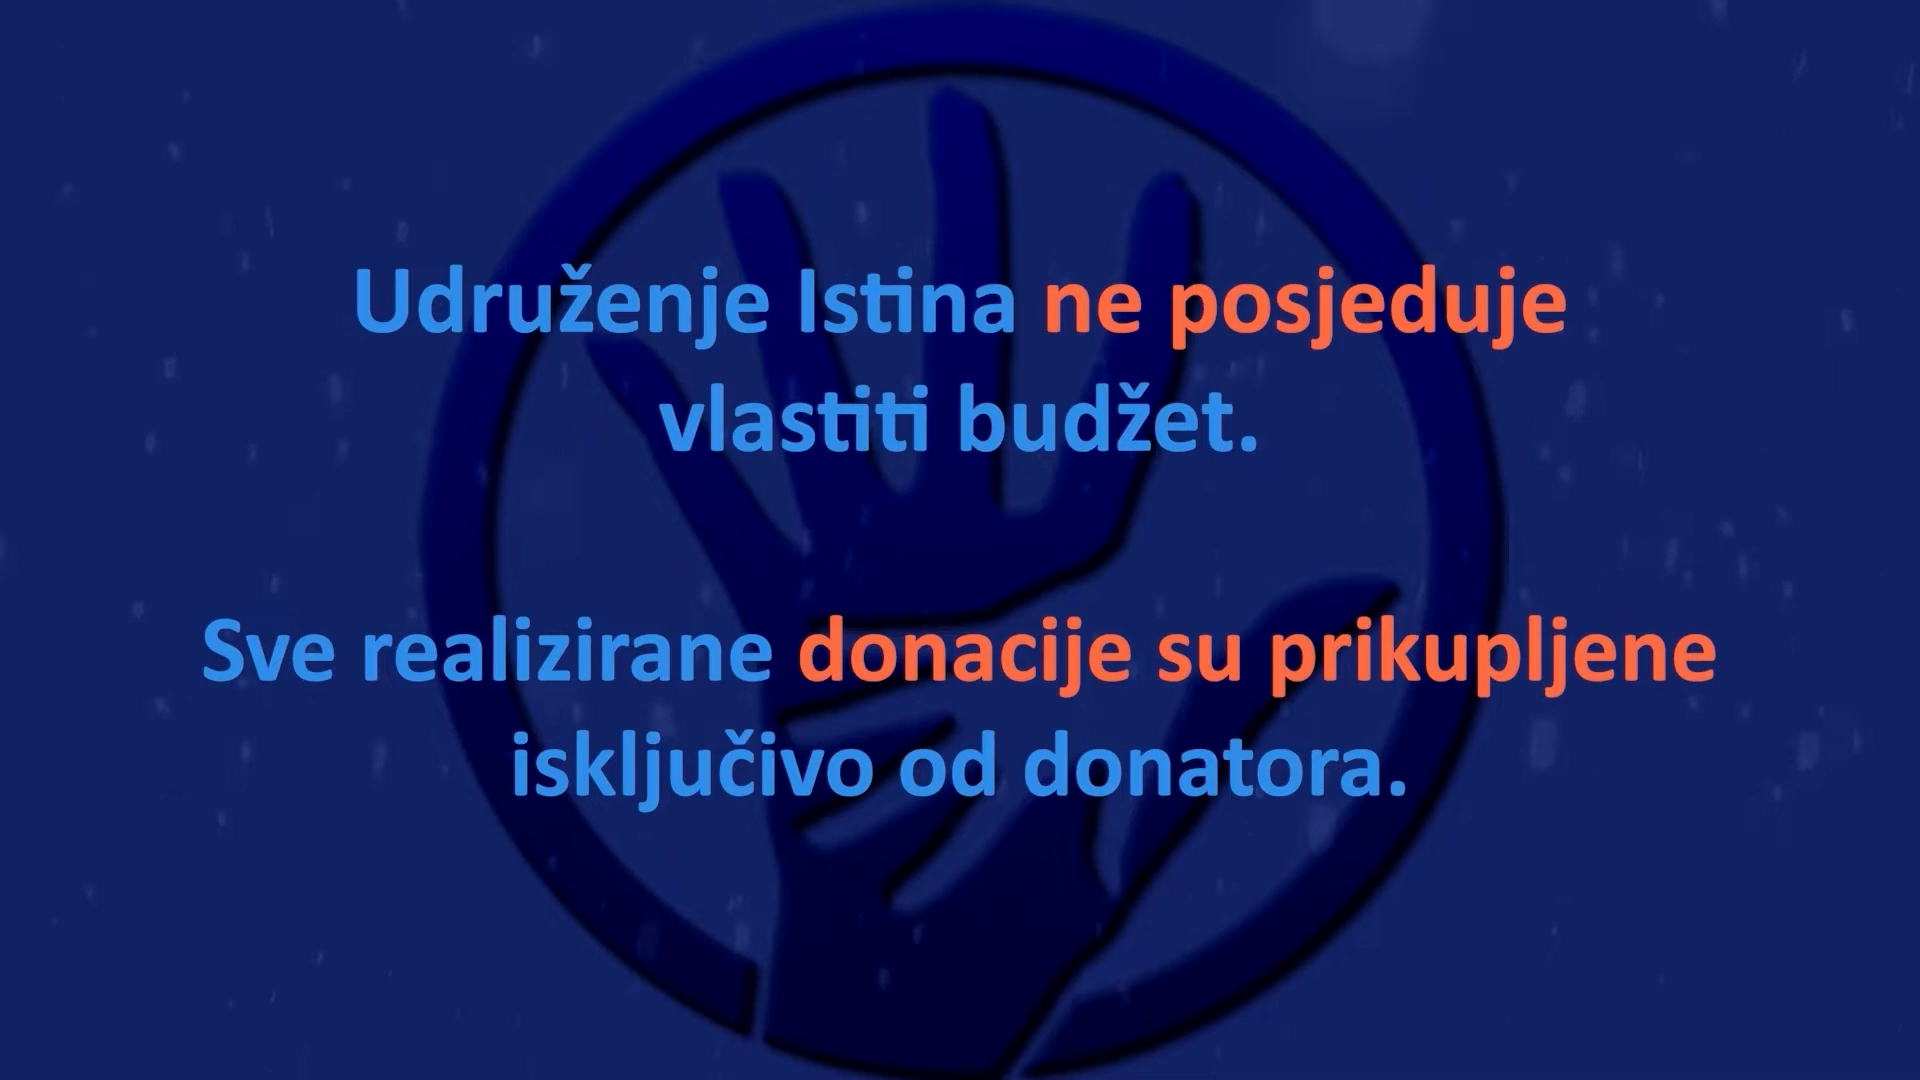 Udruženje Istina ne posjeduje
vlastiti budžet.
Sve realizirane donacije su prikupljene
isključivo od donatora.